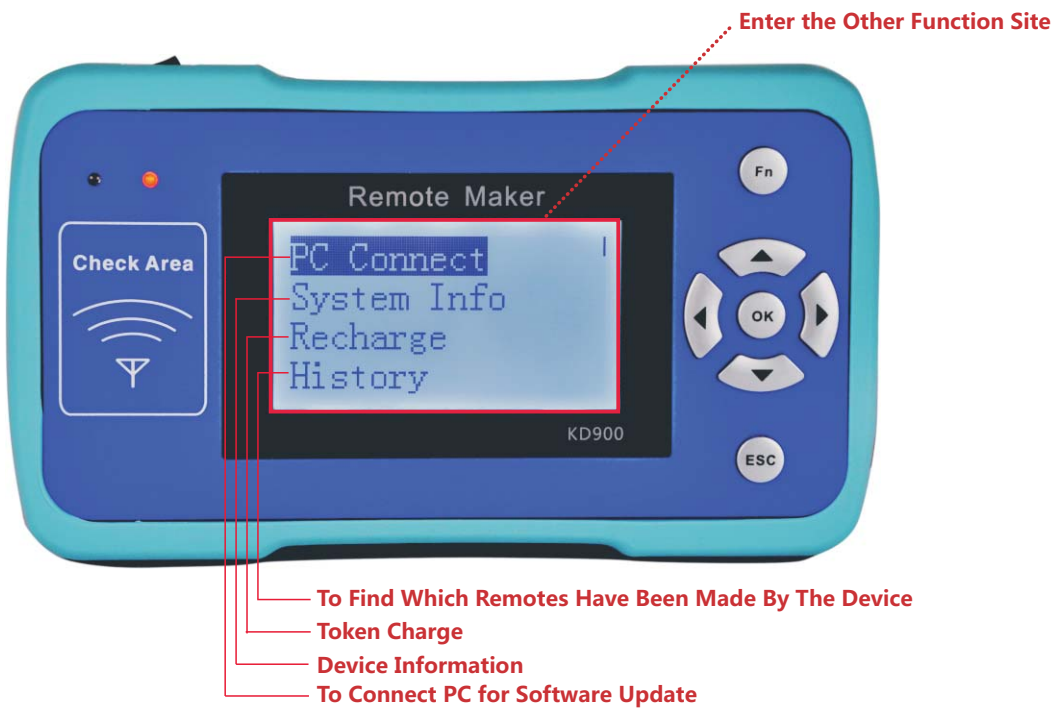 Enter the Other Function Site
Fn
Remote Maker
Check Area
PC Connect
System Info
Recharge
History
OK
KD900
ESC
To Find Which Remotes Have Been Made By The Device
Token Charge
Device Information
To Connect PC for Software Update